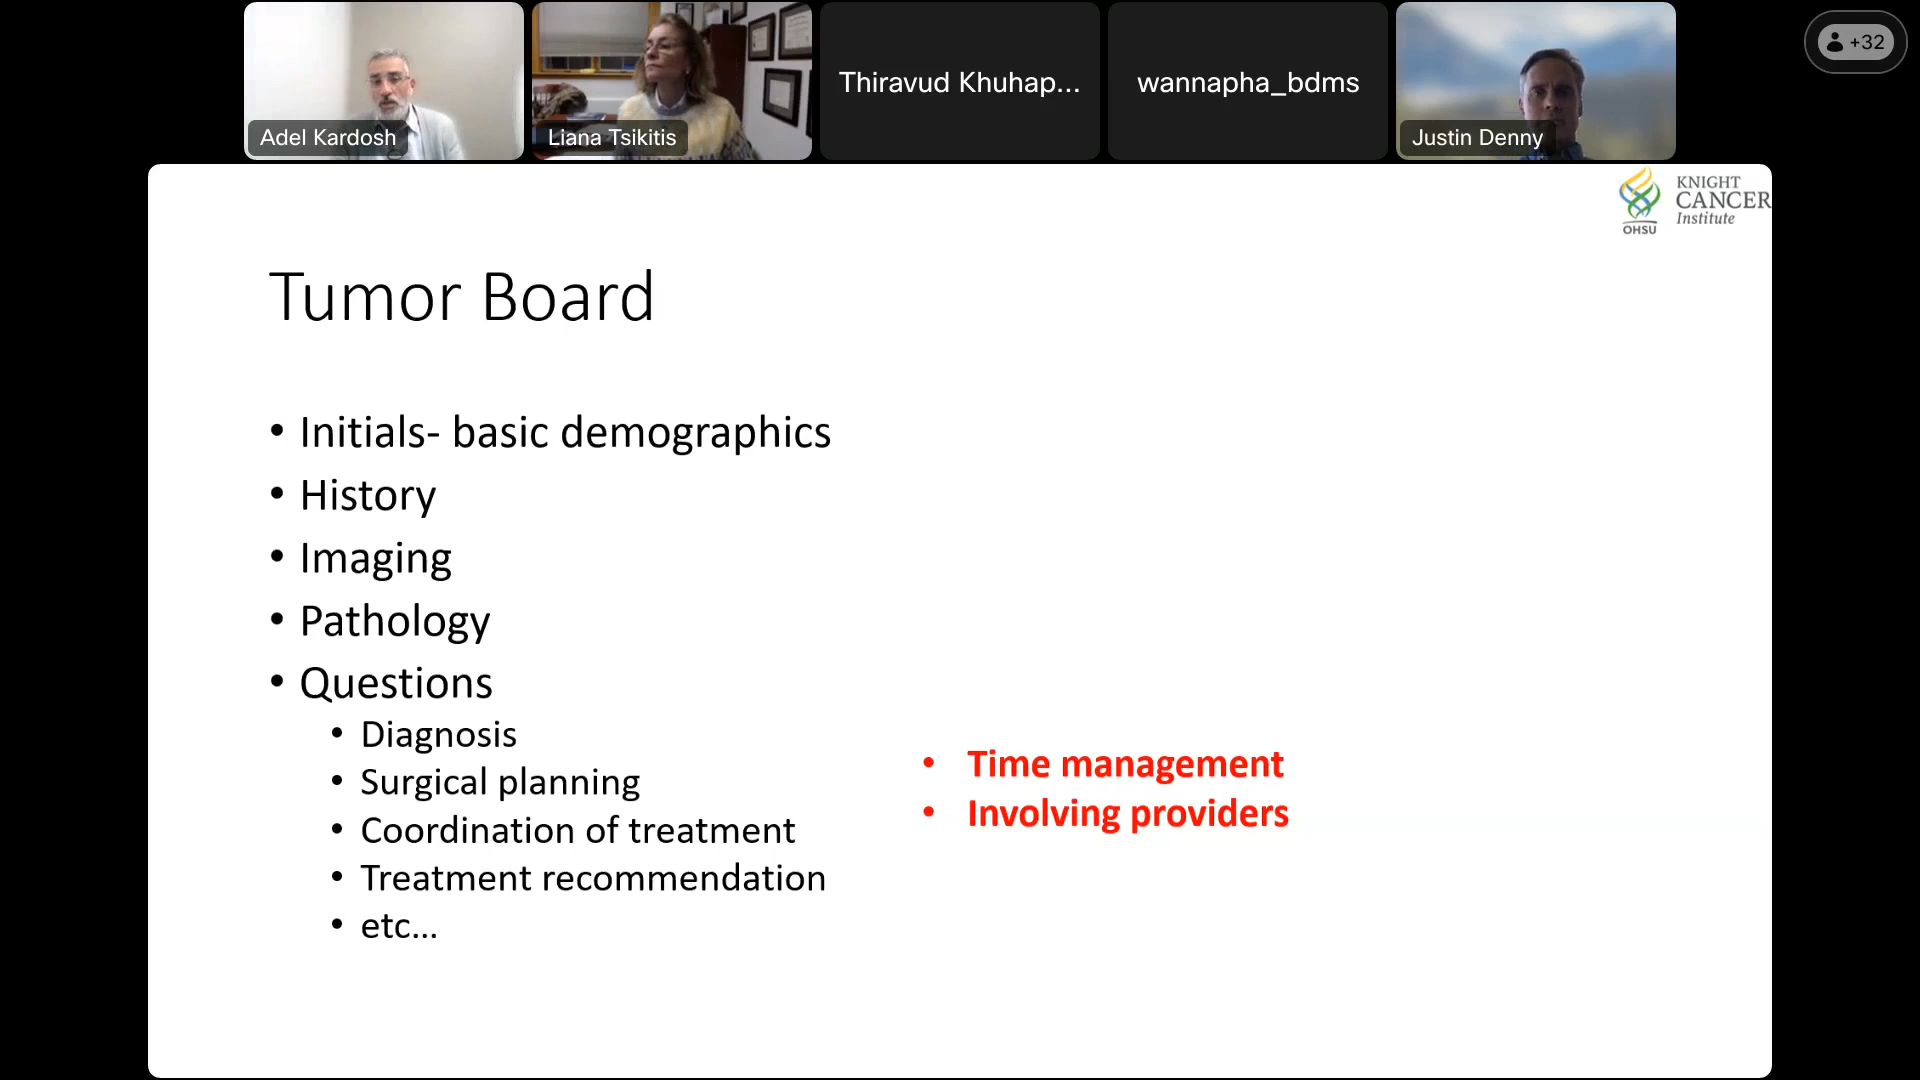 Adel Kardosh
Liana Tsikitis
Thiravud Khuhap...
wannapha_bdms
Justin Denny
+32
KNIGHT
CANCER
Institute
OHSU
Tumor Board
• Initials- basic demographics
• History
• Imaging
• Pathology
• Questions
• Diagnosis
• Surgical planning
• Coordination of treatment
• Treatment recommendation
• etc...
• Time management
• Involving providers